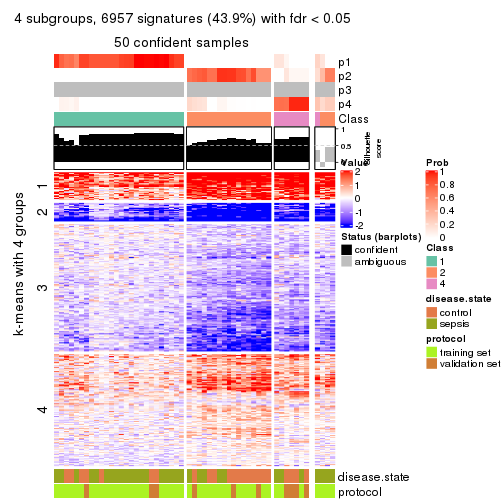 4 subgroups, 6957 signatures (43.9%) with fdr < 0.05
50 confident samples
p1
p2
p3
p4
Class
1
0.5
0
Silhouette
score
k-means with 4 groups
1
2
3
4
Value
2
1
0
-1
-2
Status (barplots)
confident
ambiguous
Prob
1
0.8
0.6
0.4
0.2
0
Class
1
2
4
disease.state
control
sepsis
protocol
training set
validation set
disease.state
protocol